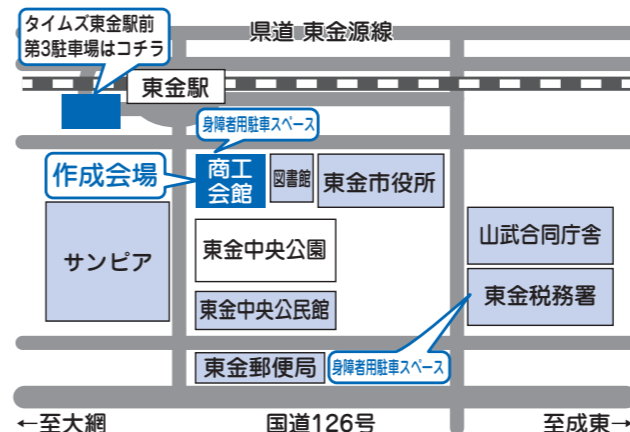 タイムズ東金駅前
第3駐車場はコチラ
県道 東金源線
東金駅
身障者用駐車スペース
作成会場
商工
会館
図書館
東金市役所
サンピア
東金中央公園
山武合同庁舎
東金税務署
東金中央公民館
東金郵便局
身障者用駐車スペース
←至大網
国道126号
至成東→